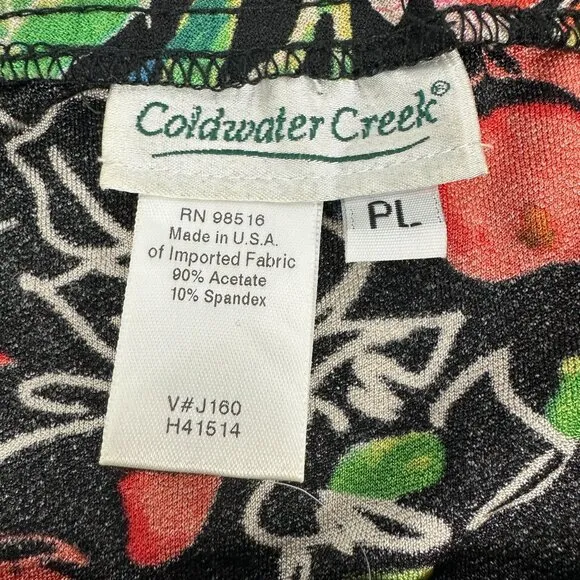 Coldwater Creek®
PL
RN 98516
Made in U.S.A.
of Imported Fabric
90% Acetate
10% Spandex
V#J160
H41514